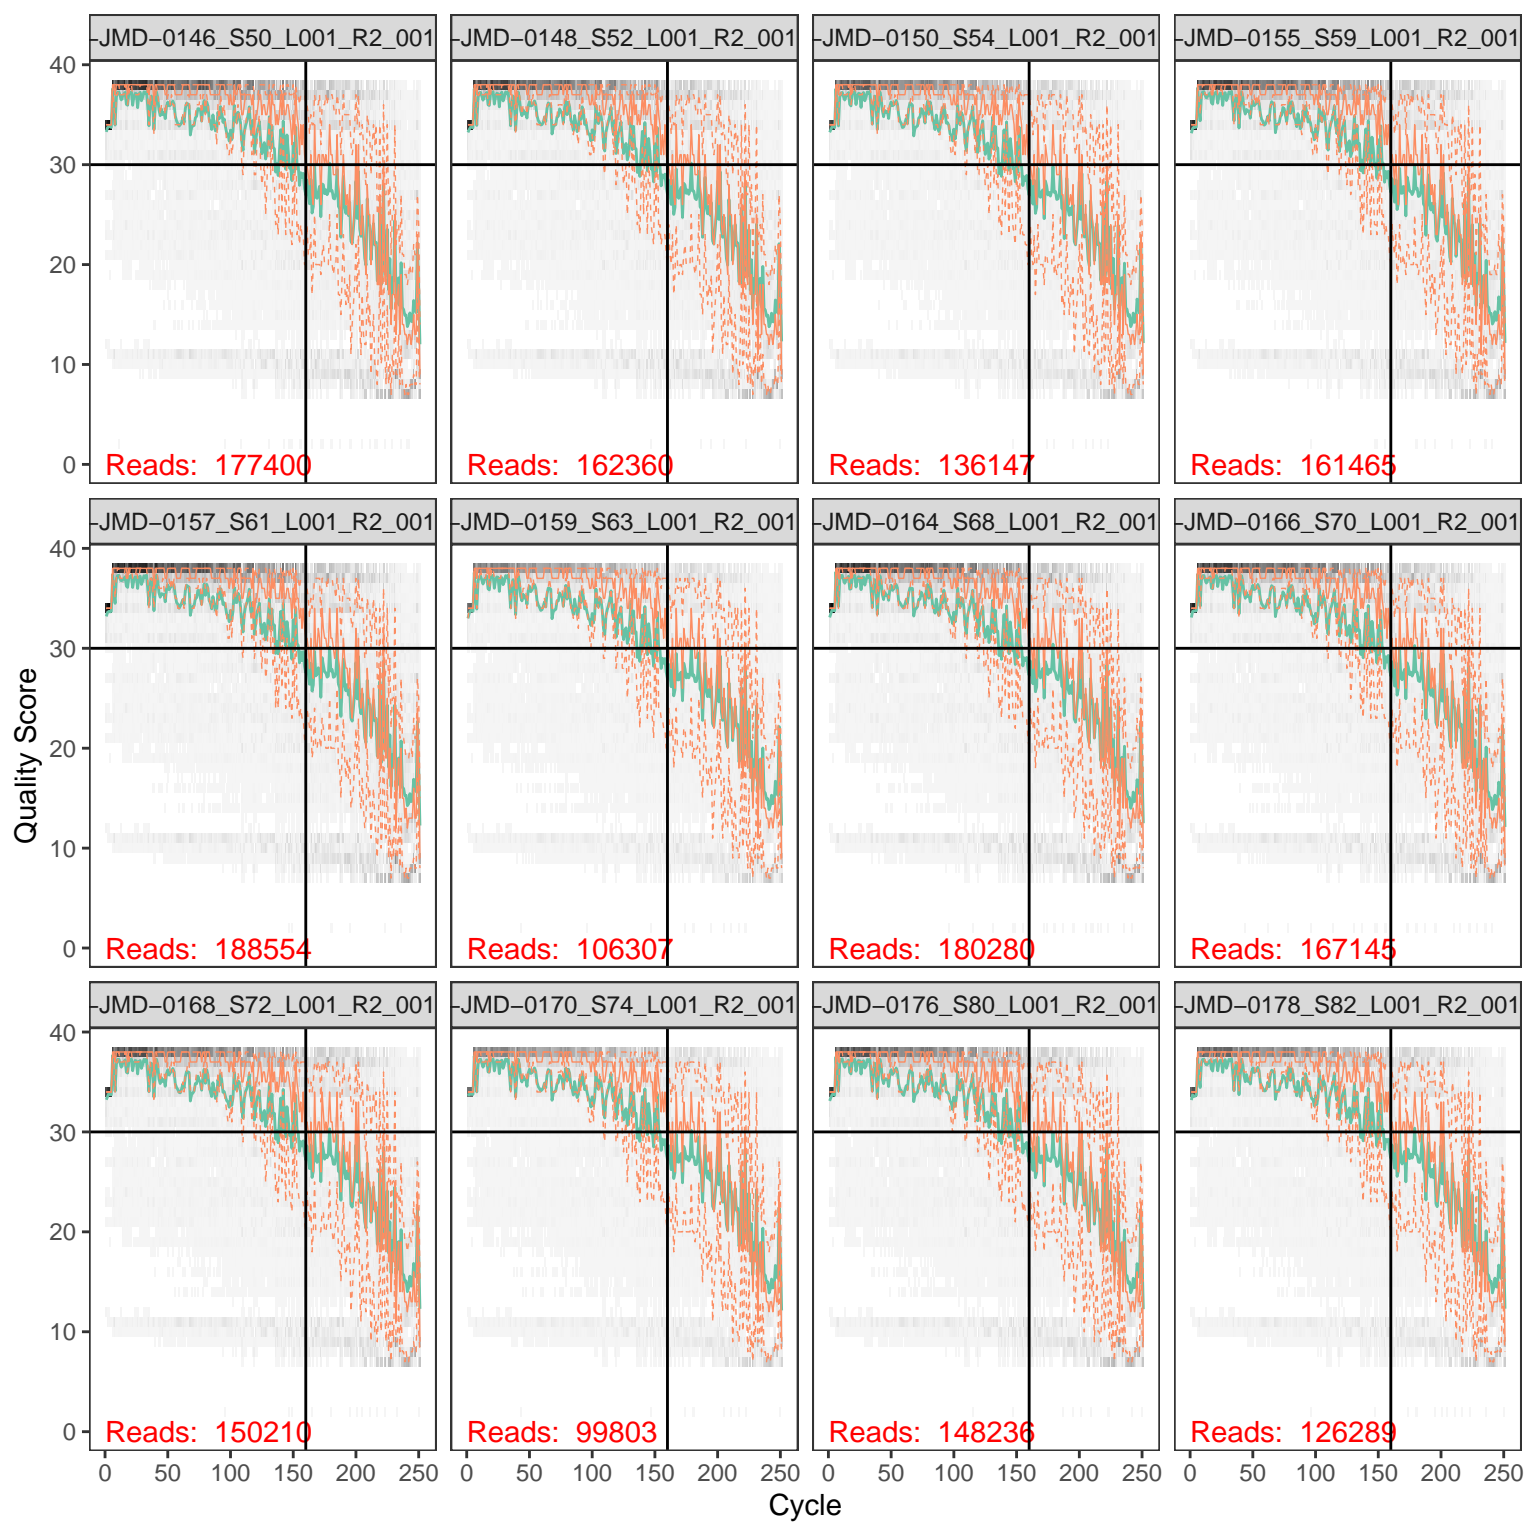 -JMD-0146_S50_L001_R2_001
-JMD-0148_S52_L001_R2_001
-JMD-0150_S54_L001_R2_001
-JMD-0155_S59_L001_R2_001
40
30
20
10
0
Reads: 177400
Reads: 162360
Reads: 136147
Reads: 161465
-JMD-0157_S61_L001_R2_001
-JMD-0159_S63_L001_R2_001
-JMD-0164_S68_L001_R2_001
-JMD-0166_S70_L001_R2_001
40
30
20
10
0
Quality Score
Reads: 188554
Reads: 106307
Reads: 180280
Reads: 167145
-JMD-0168_S72_L001_R2_001
-JMD-0170_S74_L001_R2_001
-JMD-0176_S80_L001_R2_001
-JMD-0178_S82_L001_R2_001
40
30
20
10
0
Reads: 150210
Reads: 99803
Reads: 148236
Reads: 126289
0 50 100 150 200 250
0 50 100 150 200 250
0 50 100 150 200 250
0 50 100 150 200 250
Cycle